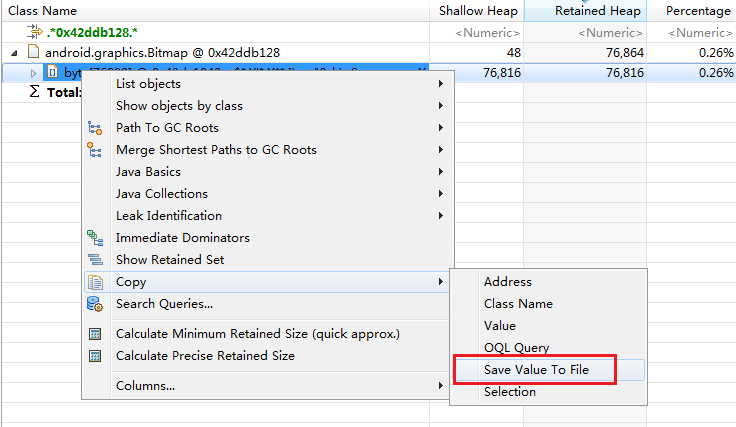 Class Name Shallow Heap Retained Heap Percentage
.*0x42ddb128.* <Numeric> <Numeric> <Numeric>
android.graphics.Bitmap @ 0x42ddb128 48 76,864 0.26%
76,816 76,816 0.26%
Σ Total:
List objects
Show objects by class
Path To GC Roots
Merge Shortest Paths to GC Roots
Java Basics
Java Collections
Leak Identification
Immediate Dominators
Show Retained Set
Copy
Search Queries...
Calculate Minimum Retained Size (quick approx.)
Calculate Precise Retained Size
Columns...
Address
Class Name
Value
OQL Query
Save Value To File
Selection